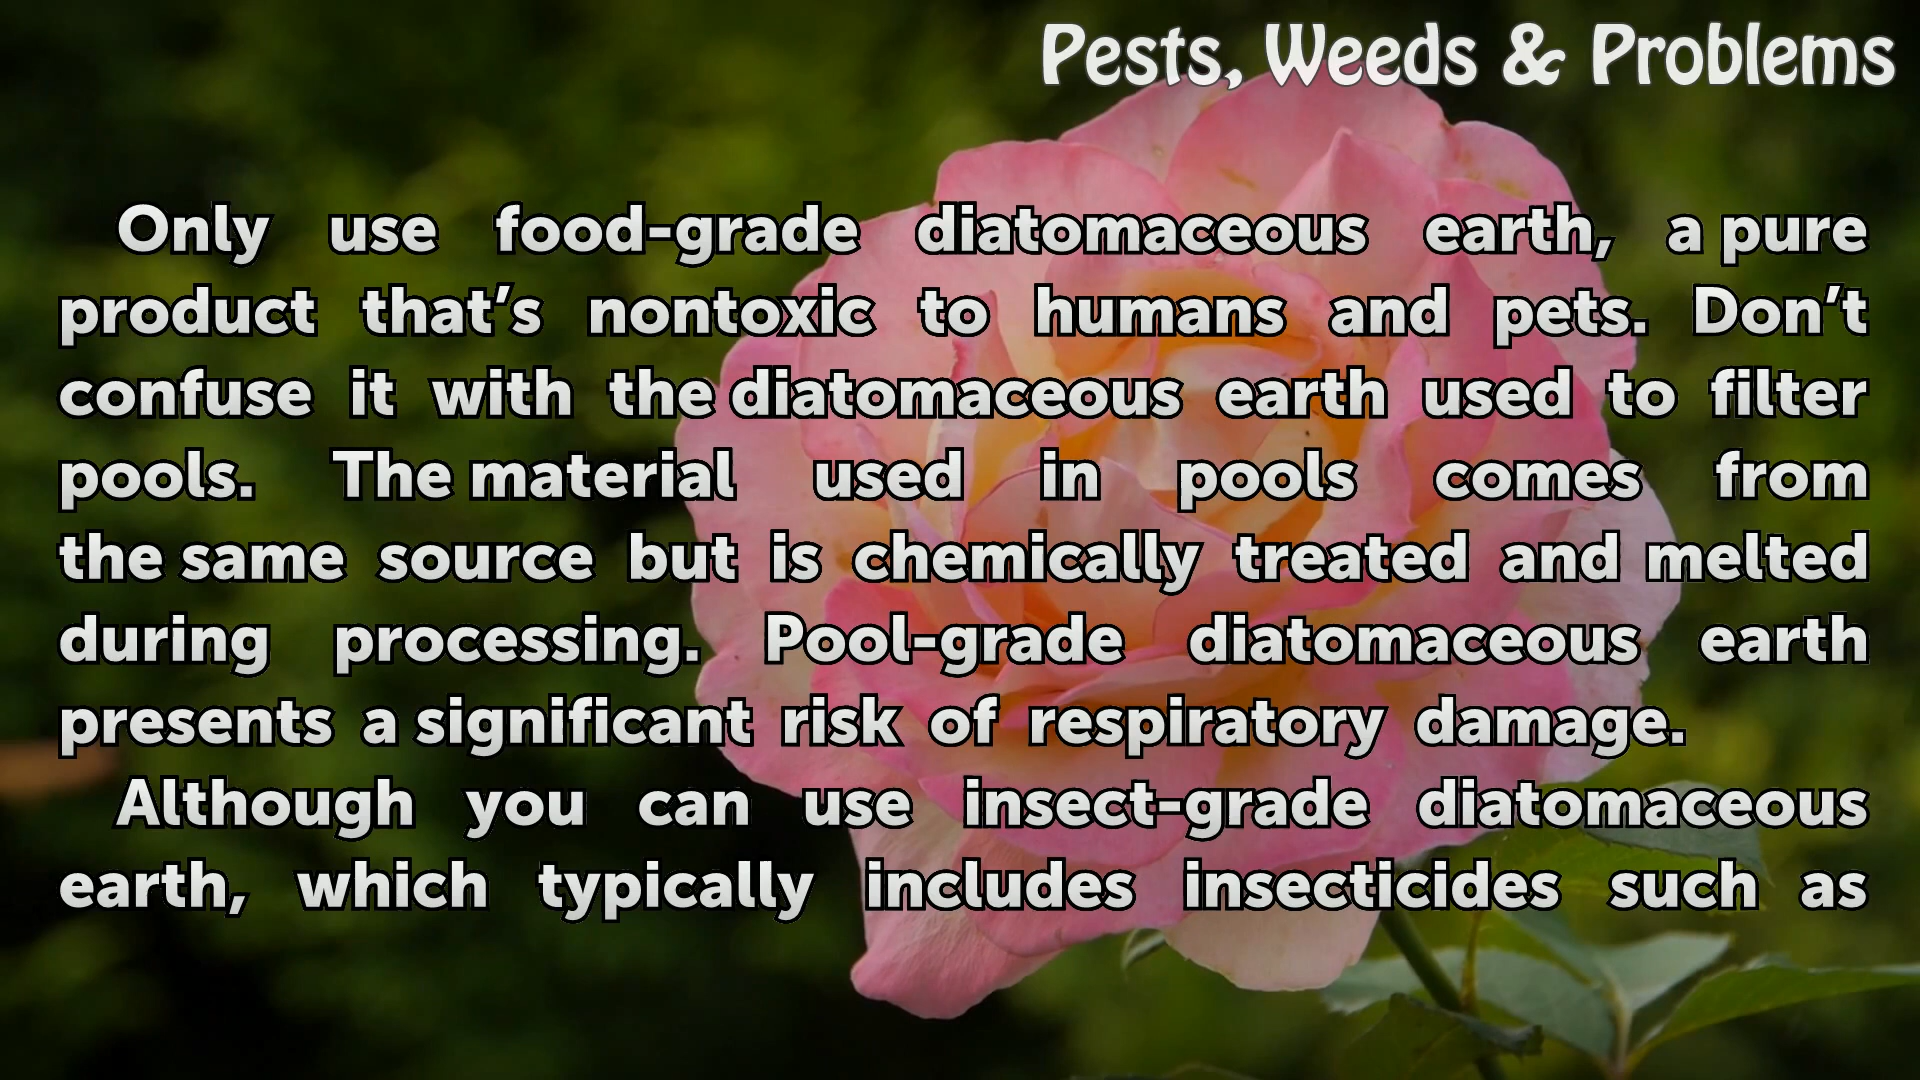 Pests, Weeds & Problems
Only use food-grade diatomaceous earth, a pure
product that’s nontoxic to humans and pets. Don’t
confuse it with the diatomaceous earth used to filter
pools. The material used in pools comes from
the same source but is chemically treated and melted
during processing. Pool-grade diatomaceous earth
presents a significant risk of respiratory damage.
Although you can use insect-grade diatomaceous
earth, which typically includes insecticides such as